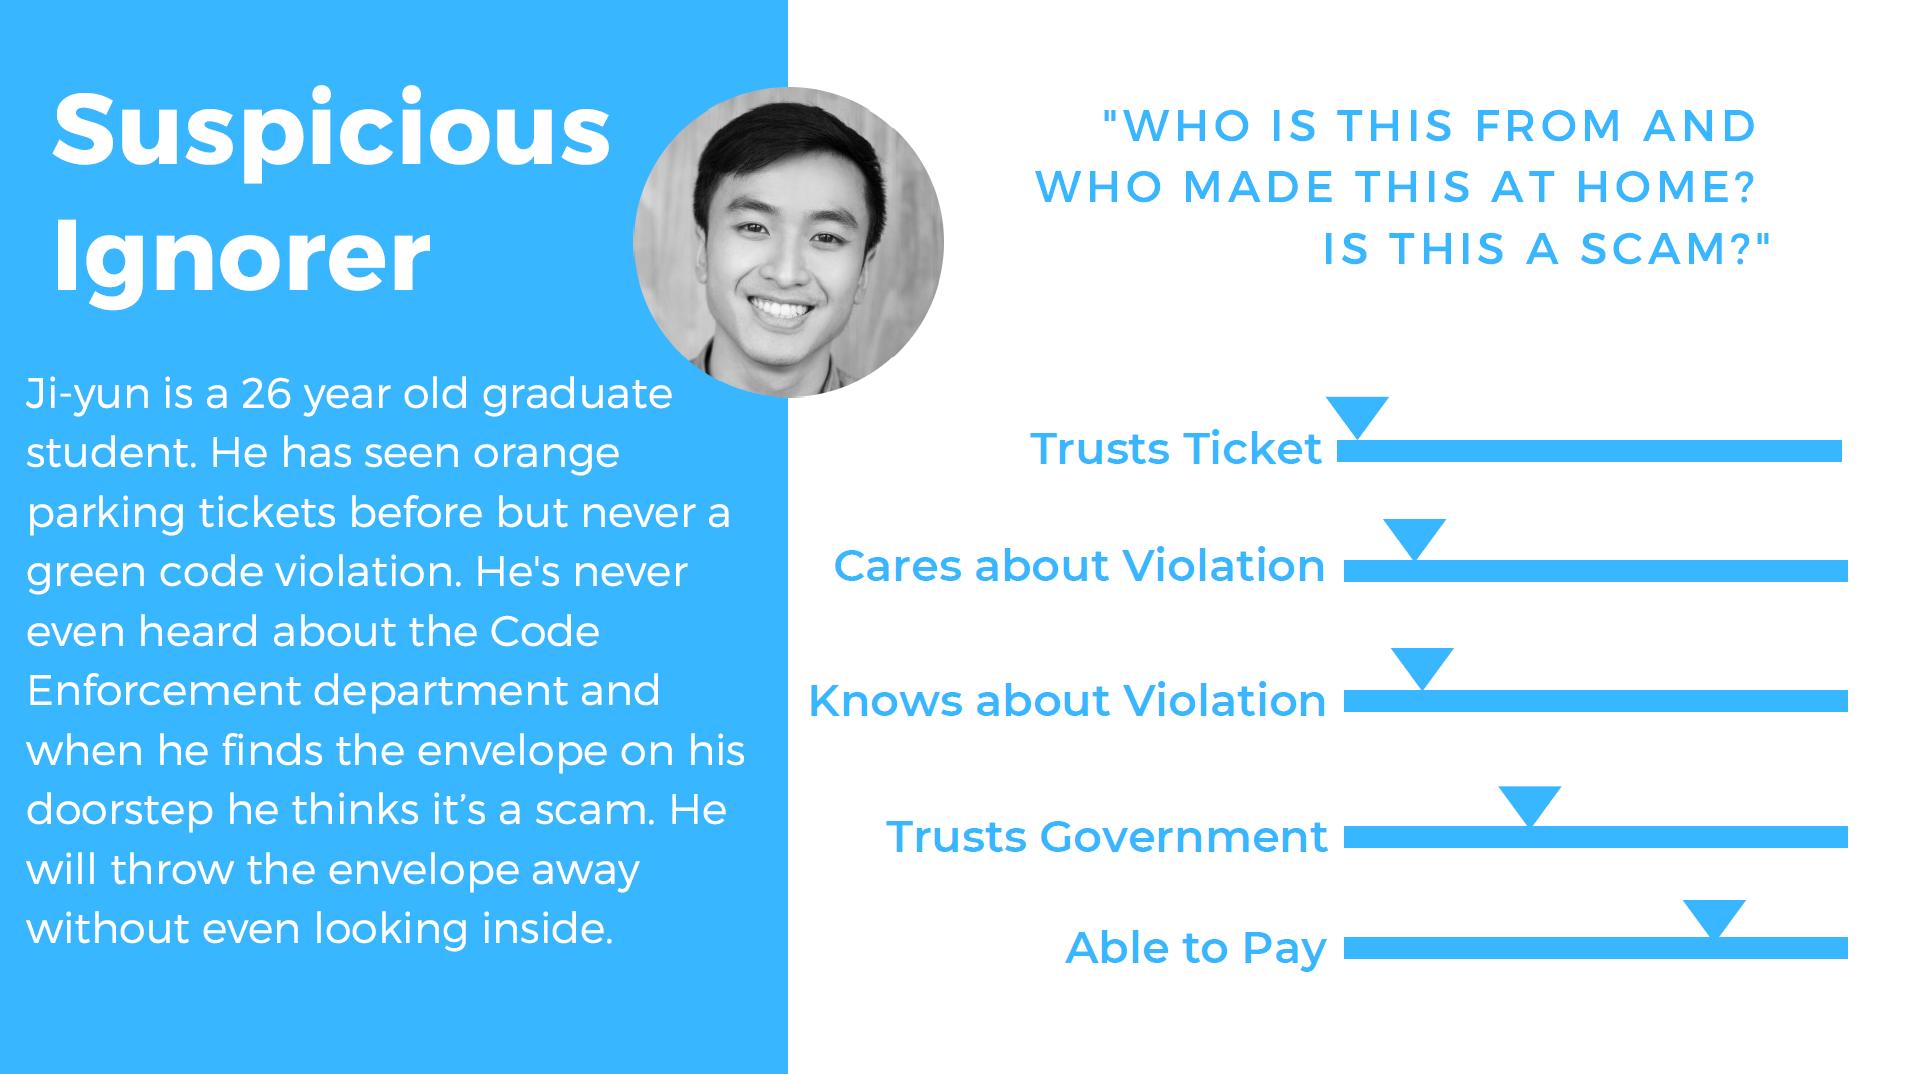 Suspicious
Ignorer
Ji-yun is a 26 year old graduate
student. He has seen orange
parking tickets before but never a
green code violation. He's never
even heard about the Code
Enforcement department and
when he finds the envelope on his
doorstep he thinks it’s a scam. He
will throw the envelope away
without even looking inside.
"WHO IS THIS FROM AND
WHO MADE THIS AT HOME?
IS THIS A SCAM?"
Trusts Ticket
Cares about Violation
Knows about Violation
Trusts Government
Able to Pay